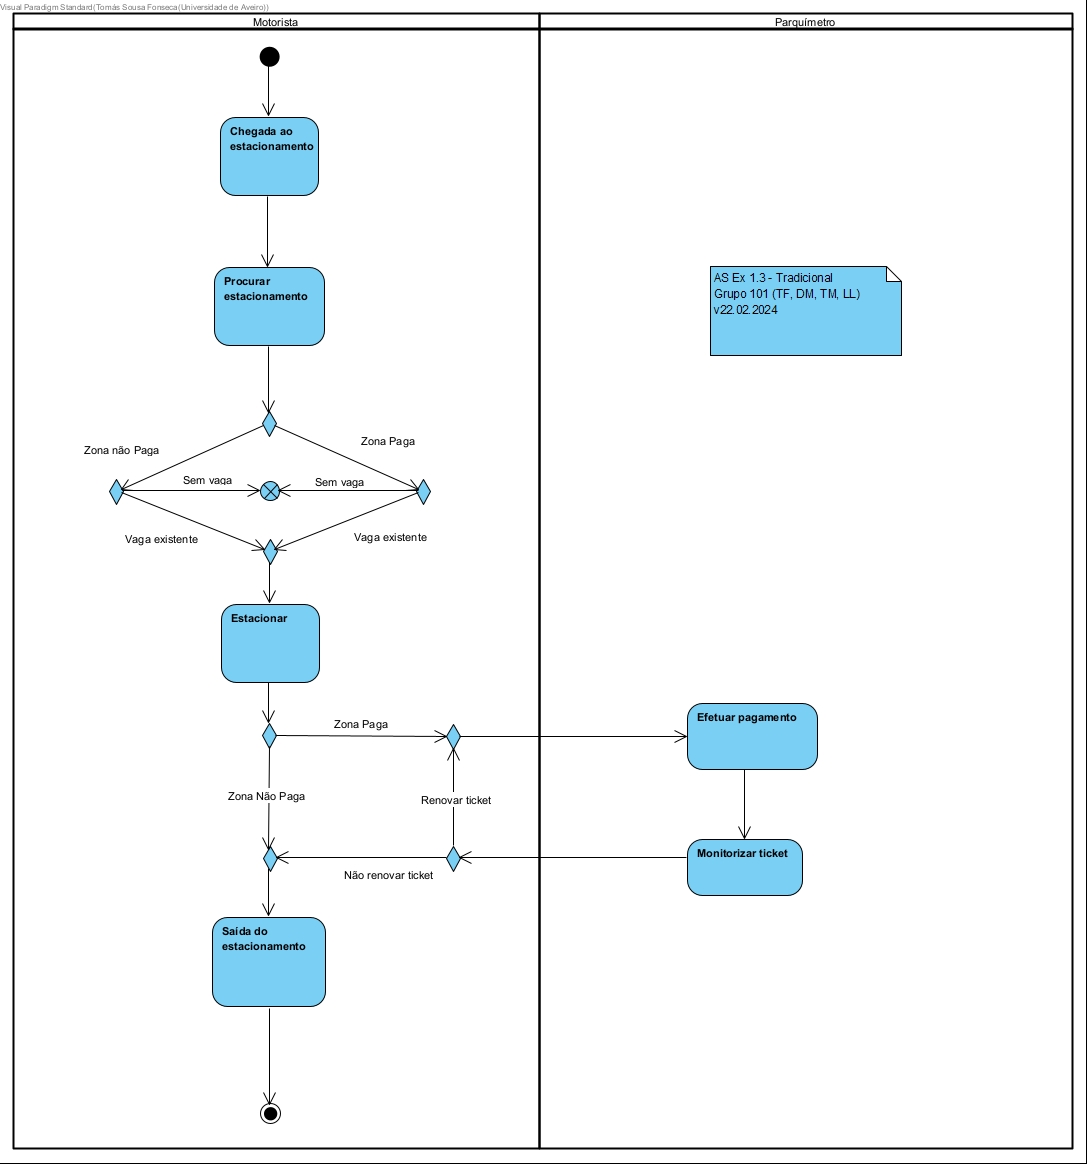 Visual Paradigm Standard(Tomás Sousa Fonseca(Universidade de Aveiro))
Motorista
Parquímetro
Chegada ao
estacionamento
Procurar
estacionamento
AS Ex 1.3 - Tradicional
Grupo 101 (TF, DM, TM, LL)
v22.02.2024
Zona não Paga
Zona Paga
Sem vaga
Sem vaga
Vaga existente
Vaga existente
Estacionar
Zona Paga
Efetuar pagamento
Zona Não Paga
Renovar ticket
Monitorizar ticket
Não renovar ticket
Saída do
estacionamento